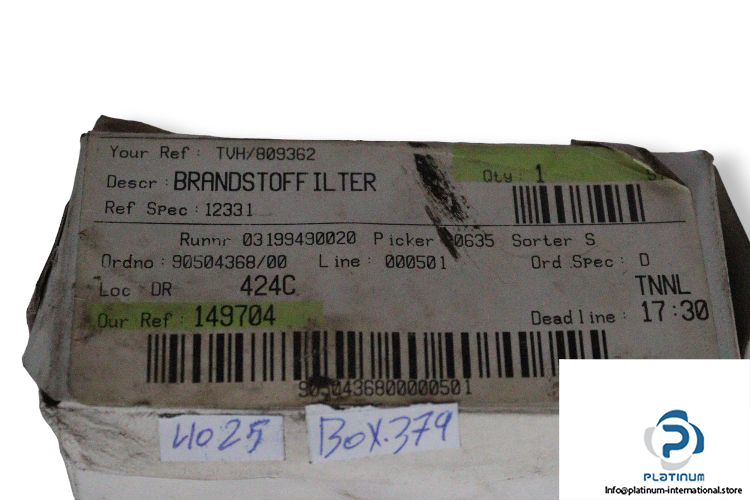 Your Ref: TVH/809362
Descr: BRANDSTOFFILTER Qty: 1
Ref Spec: 12331
Runnr 03199490020 Picker 20635 Sorter S
Ordno: 90504368/00 Line: 000501 Ord Spec: D
Loc DR 424C TNNL
Our Ref: 149704 Deadline: 17:30
90504368000000501
4025 BOX.379
PLATINUM
Info@platinum-international.store